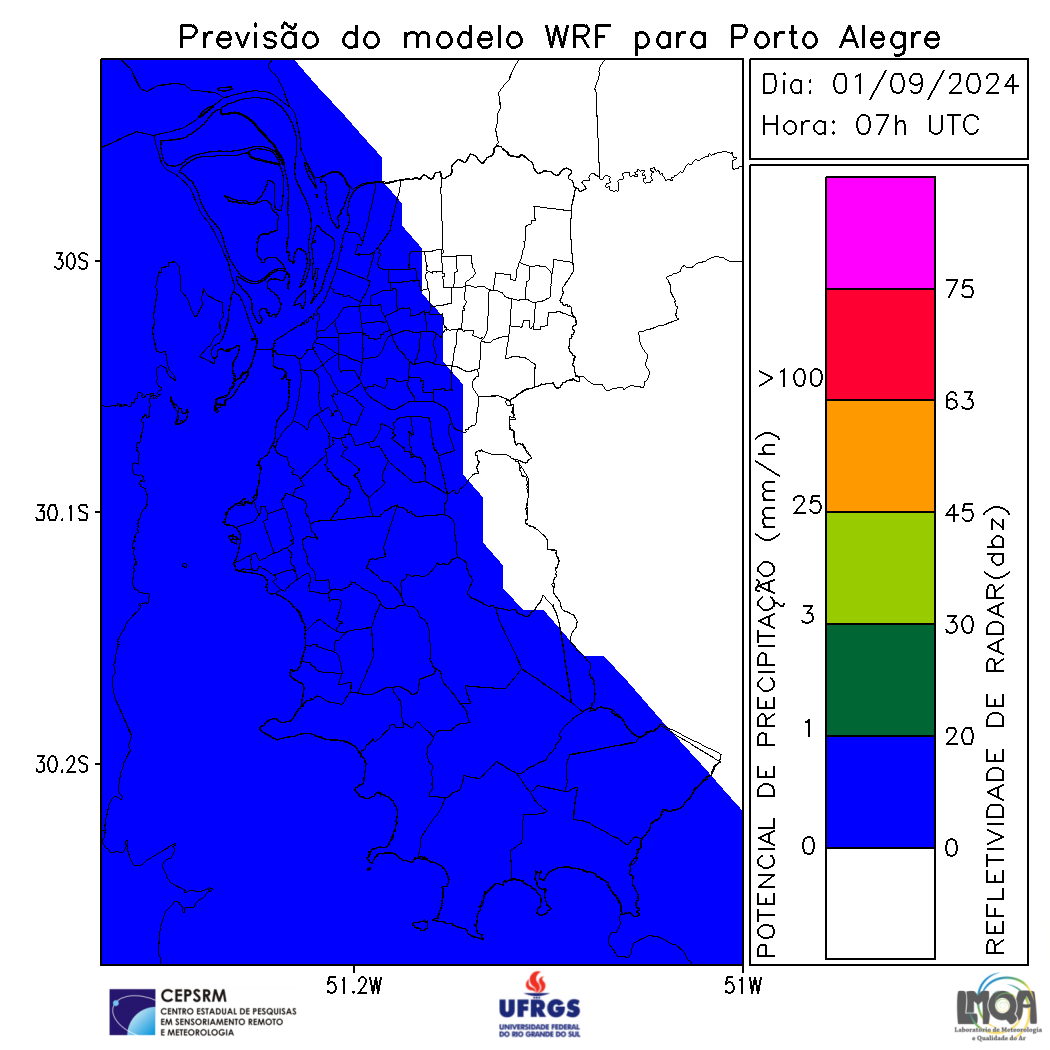 Previsão do modelo WRF para Porto Alegre
Dia: 01/09/2024
Hora: 07h UTC
30S
30.1S
30.2S
51.2W
51W
POTENCIAL DE PRECIPITAÇÃO (mm/h)
>100
25
3
1
0
75
63
45
30
20
0
REFLETIVIDADE DE RADAR(dbz)
CEPSRM
CENTRO ESTADUAL DE PESQUISAS
EM SENSORIAMENTO REMOTO
E METEOROLOGIA
UFRGS
UNIVERSIDADE FEDERAL
DO RIO GRANDE DO SUL
LMQA
Laboratório de Meteorologia
e Qualidade do Ar